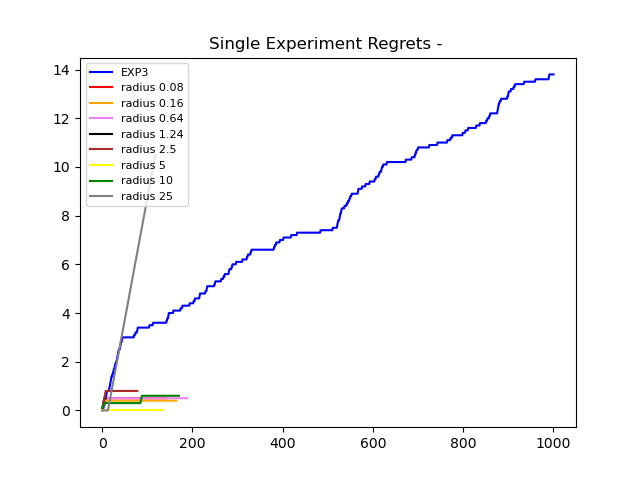 Single Experiment Regrets -
14
12
10
8
6
4
2
0
EXP3
radius 0.08
radius 0.16
radius 0.64
radius 1.24
radius 2.5
radius 5
radius 10
radius 25
0 200 400 600 800 1000